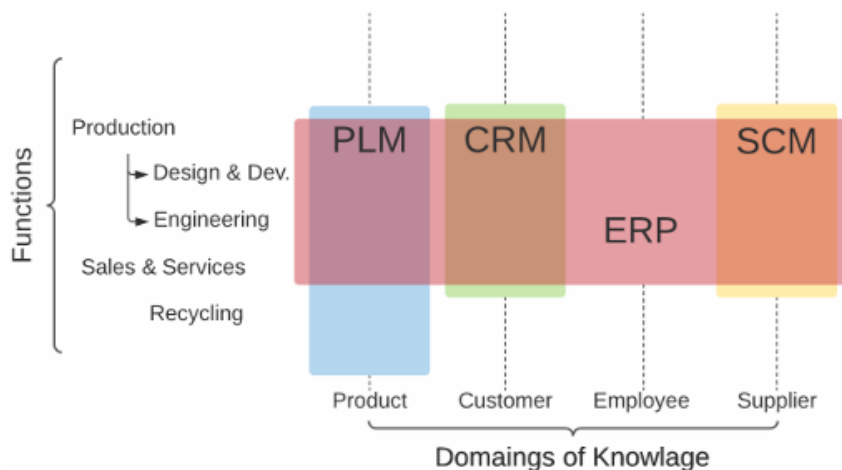 Functions
Production
Design & Dev.
Engineering
Sales & Services
Recycling
PLM
CRM
SCM
ERP
Product
Customer
Employee
Supplier
Domaings of Knowlage